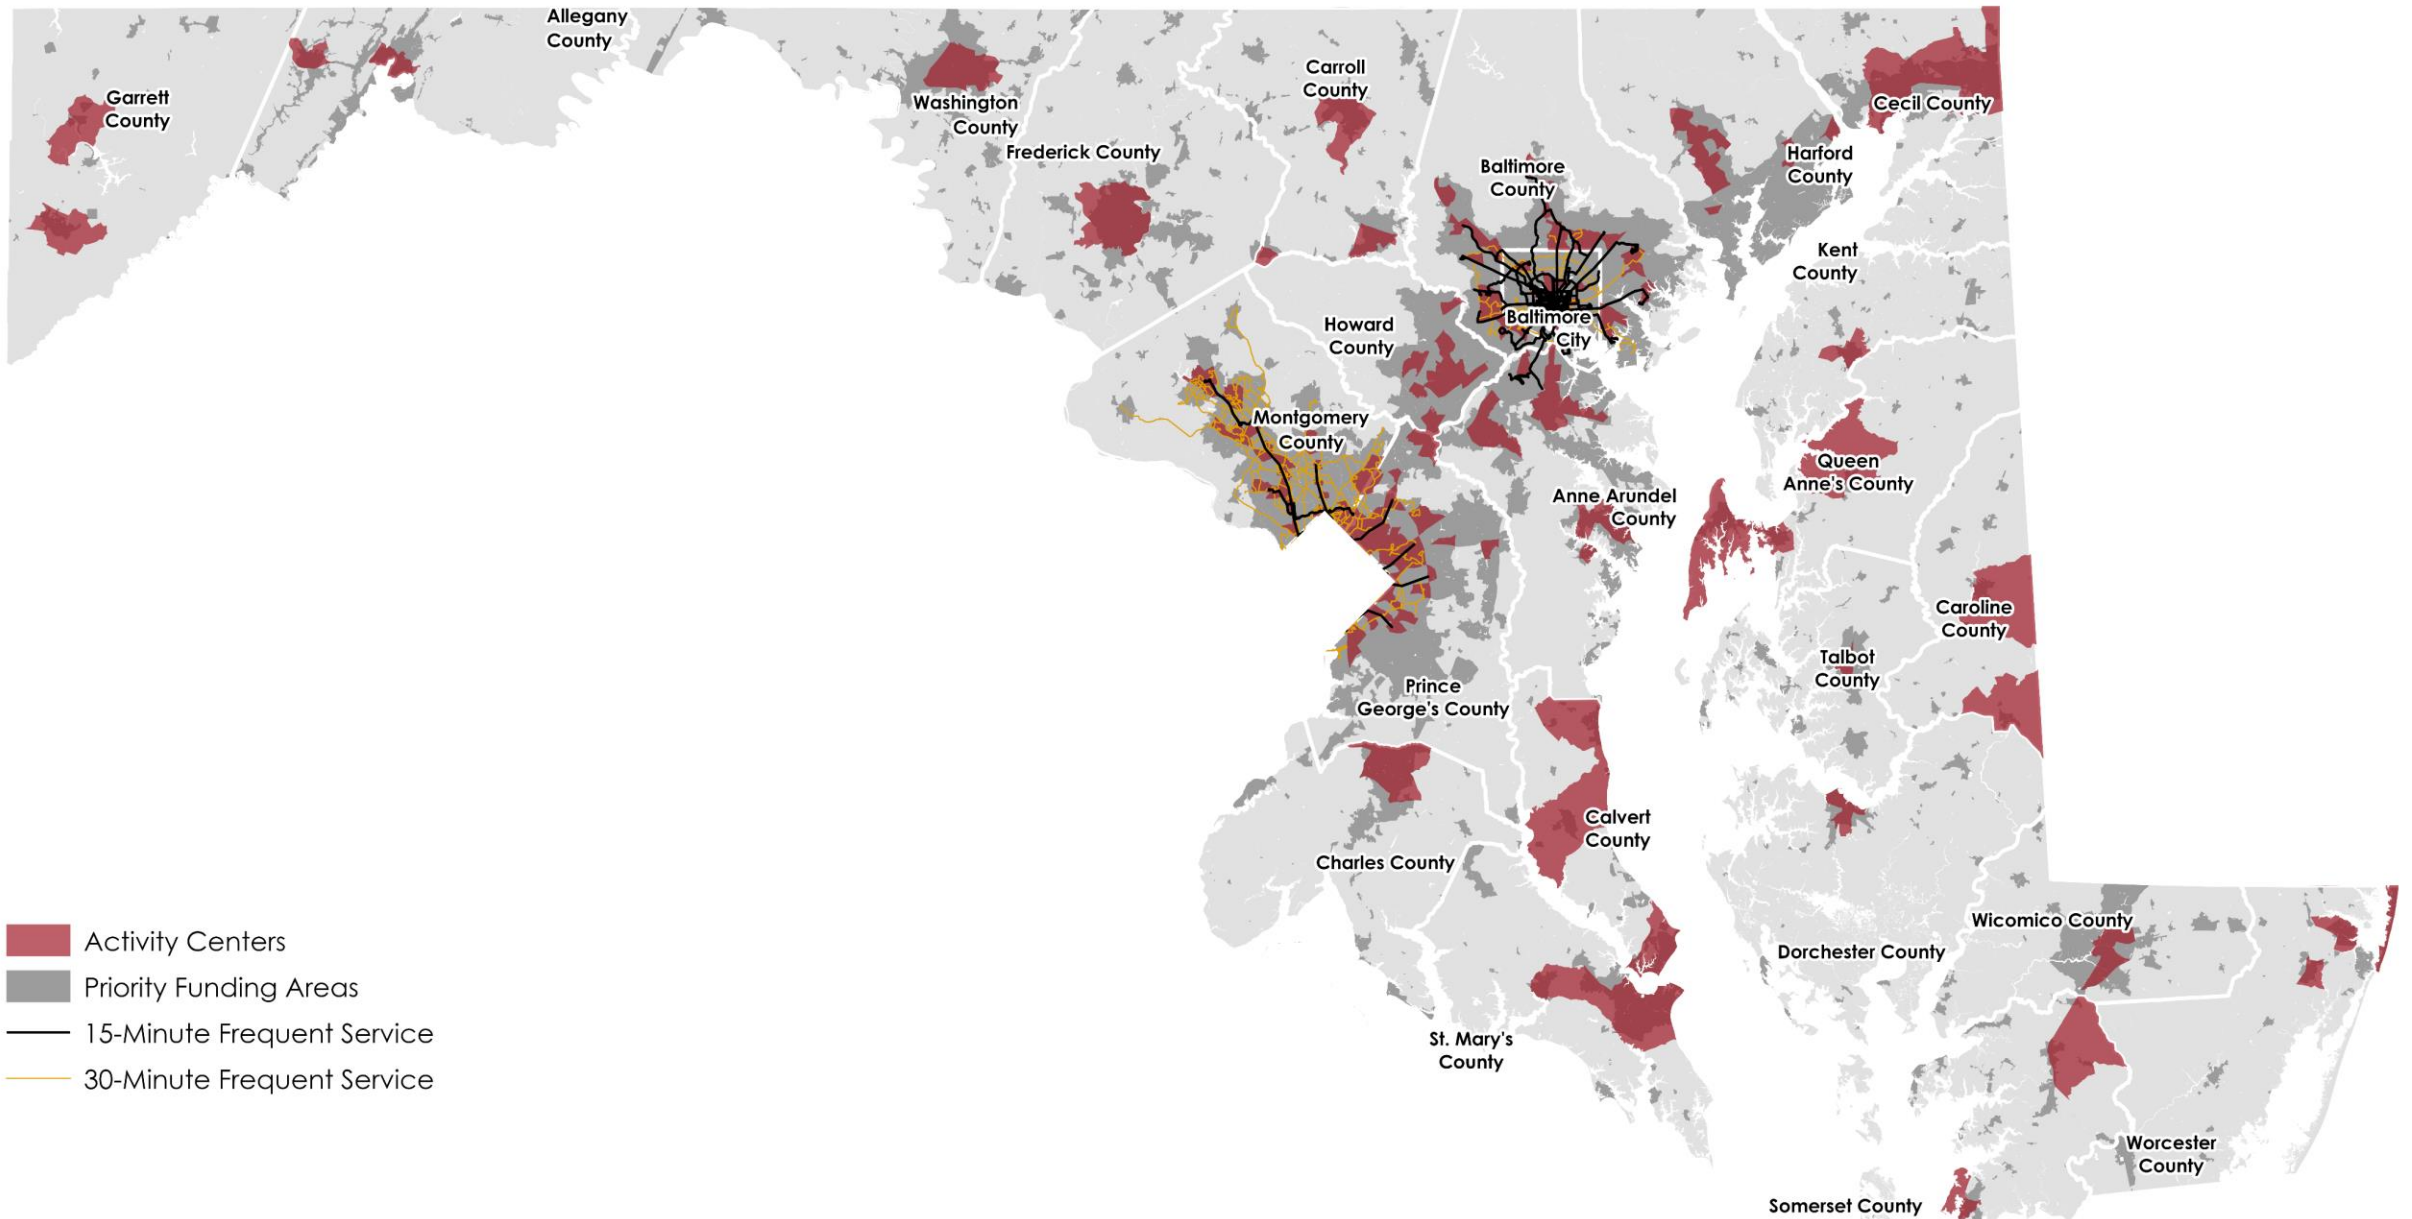 Allegany
County
Garrett
County
Washington
County
Frederick County
Carroll
County
Cecil County
Baltimore
County
Harford
County
Kent
County
Howard
County
Baltimore
City
Montgomery
County
Queen
Anne's County
Anne Arundel
County
Caroline
County
Talbot
County
Prince
George's County
Calvert
County
Charles County
Wicomico County
Dorchester County
St. Mary's
County
Worcester
County
Somerset County
Activity Centers
Priority Funding Areas
15-Minute Frequent Service
30-Minute Frequent Service